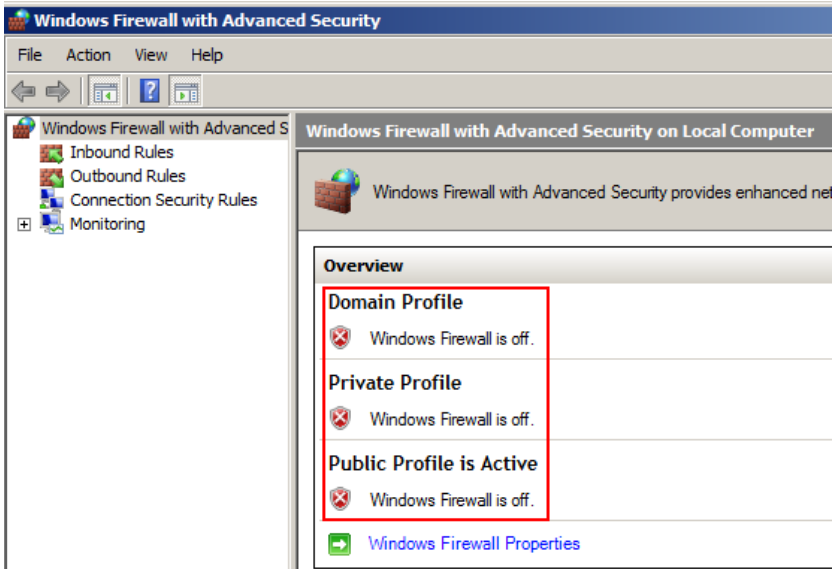 Windows Firewall with Advanced Security
File Action View Help
Windows Firewall with Advanced S
Inbound Rules
Outbound Rules
Connection Security Rules
Monitoring
Windows Firewall with Advanced Security on Local Computer
Windows Firewall with Advanced Security provides enhanced net
Overview
Domain Profile
Windows Firewall is off.
Private Profile
Windows Firewall is off.
Public Profile is Active
Windows Firewall is off.
Windows Firewall Properties